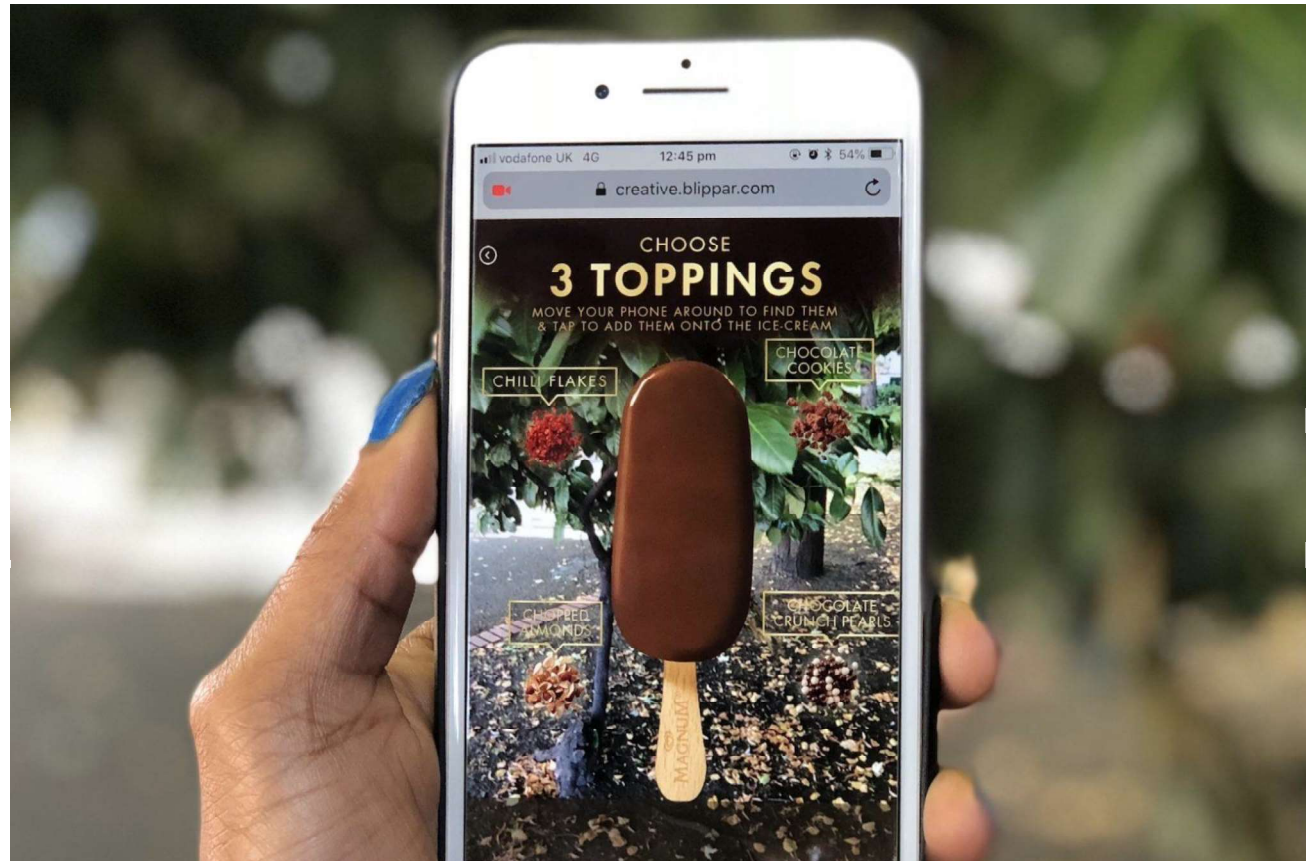 vodafone UK 4G 12:45 pm 54%
creative.blippar.com
CHOOSE
3 TOPPINGS
MOVE YOUR PHONE AROUND TO FIND THEM
& TAP TO ADD THEM ONTO THE ICE-CREAM
CHILLI FLAKES
CHOCOLATE
COOKIES
CHOPPED
ALMONDS
CHOCOLATE
CRUNCH PEARLS
MAGNUM